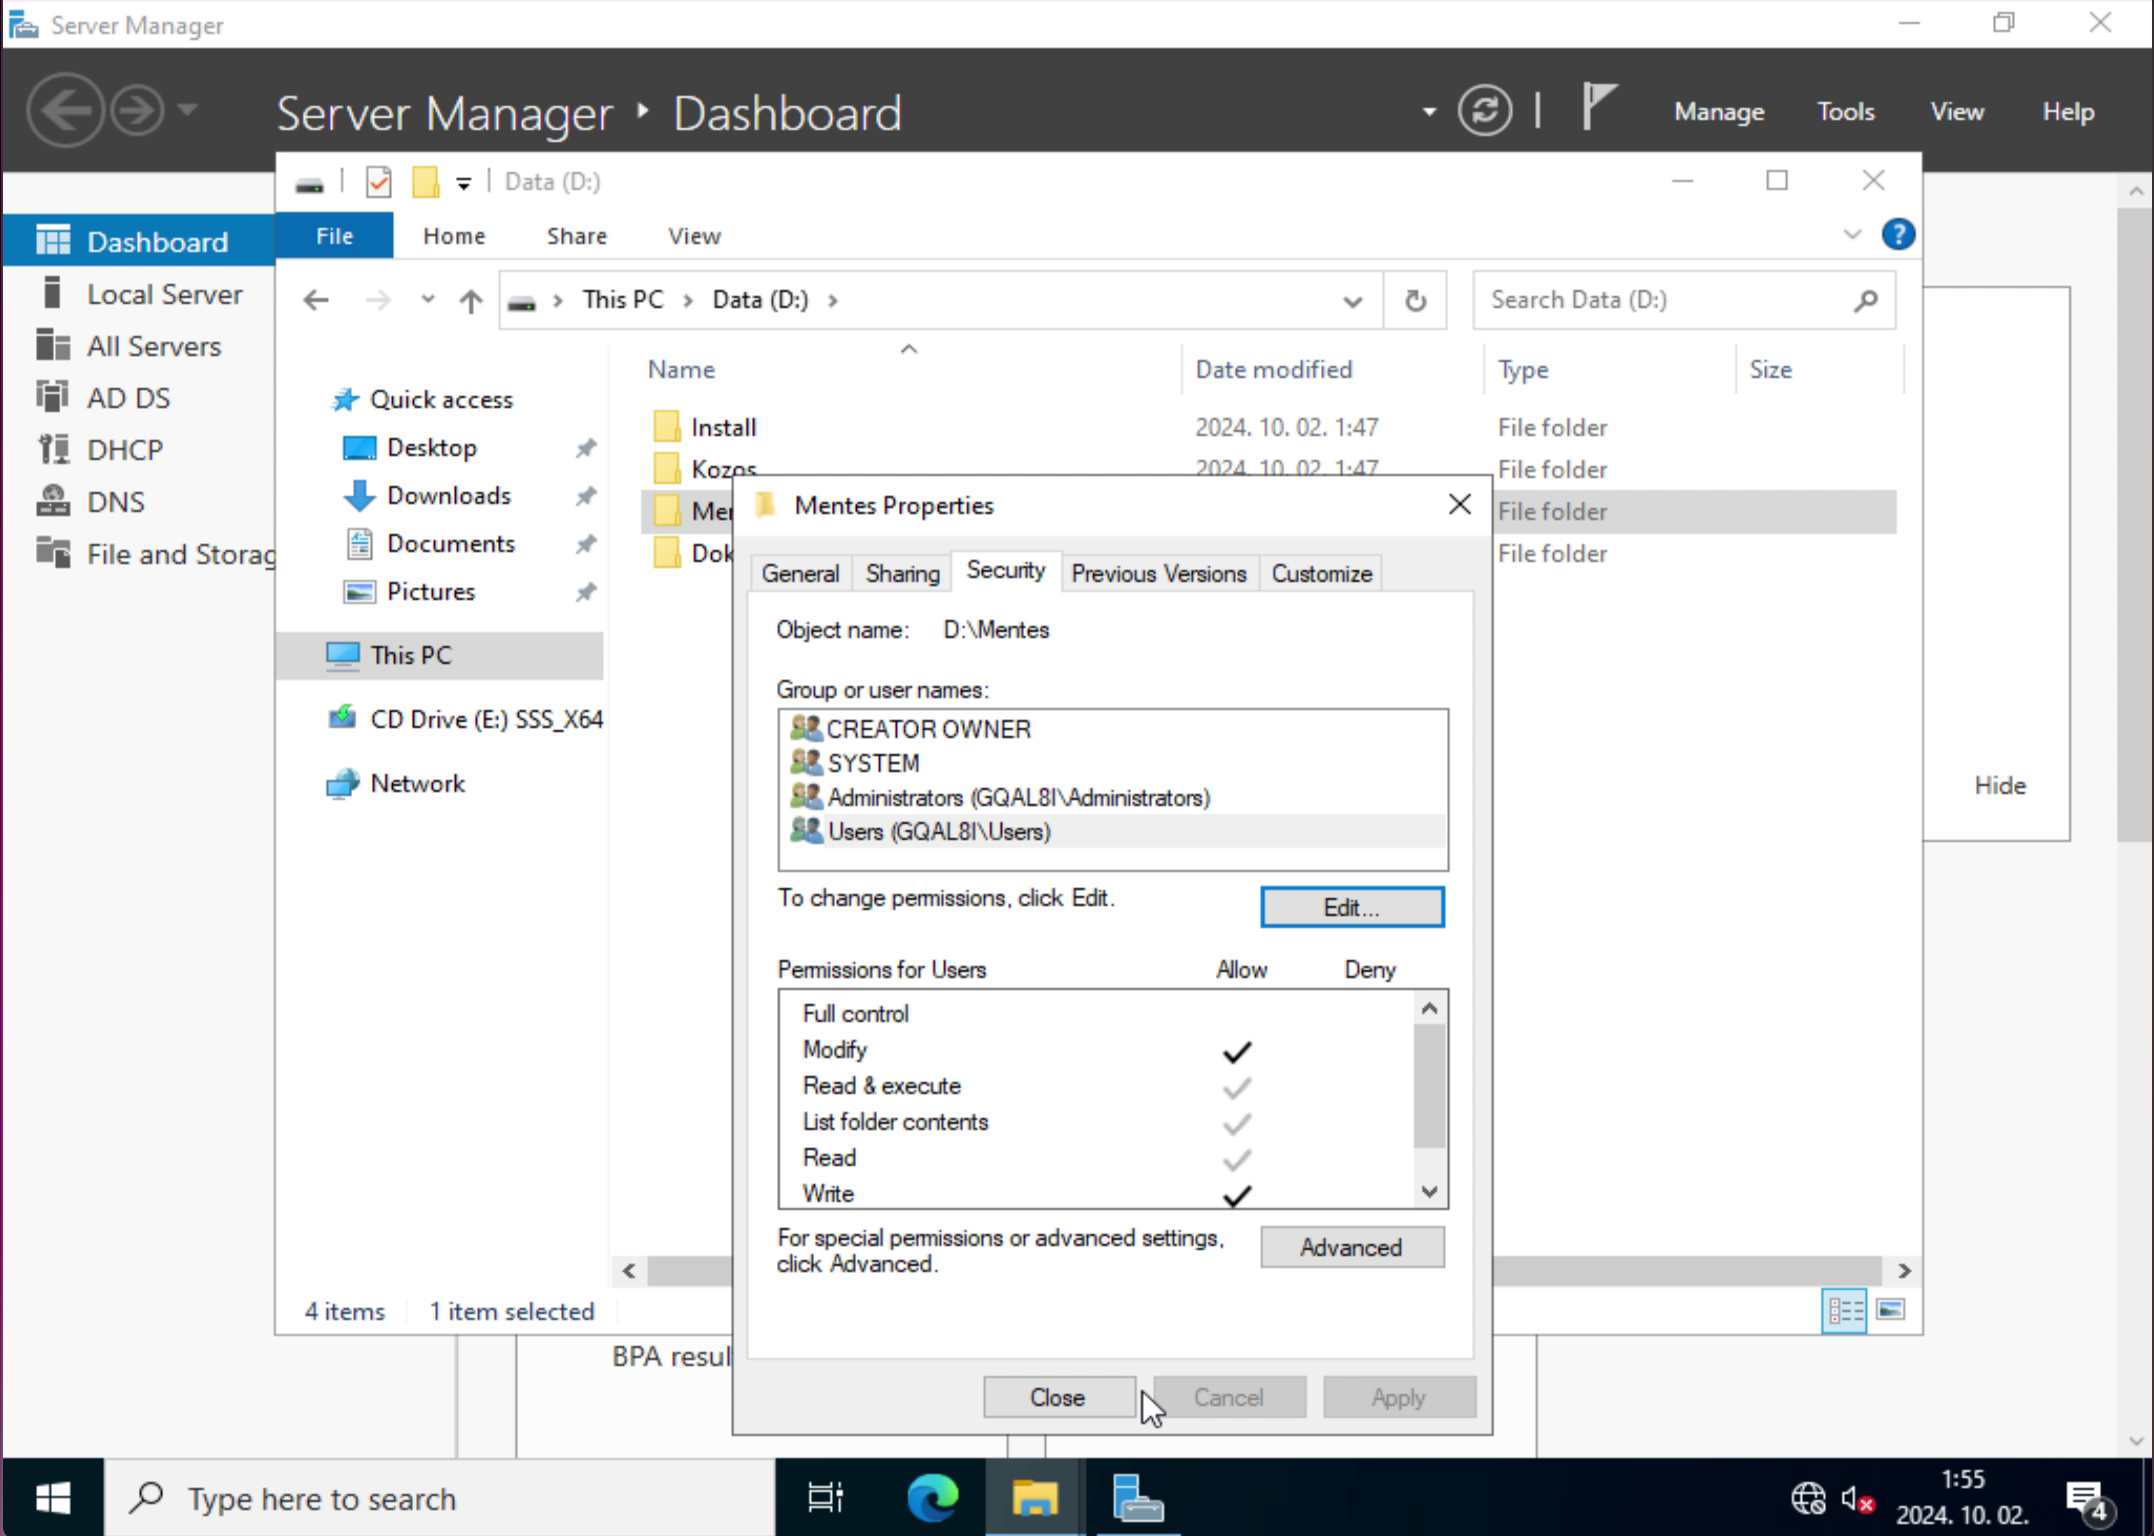 Server Manager
Server Manager Dashboard
Manage Tools View Help
Data (D:)
Dashboard
Local Server
All Servers
AD DS
DHCP
DNS
File and Storag
File Home Share View
This PC > Data (D:) >
Search Data (D:)
Name Date modified Type Size
Quick access
Desktop
Downloads
Documents
Pictures
This PC
CD Drive (E:) SSS_X64
Network
Install 2024. 10. 02. 1:47 File folder
Kozos 2024. 10. 02. 1:47 File folder
Men File folder
Dok File folder
Mentes Properties
General Sharing Security Previous Versions Customize
Object name: D:\Mentes
Group or user names:
CREATOR OWNER
SYSTEM
Administrators (GQAL8I\Administrators)
Users (GQAL8I\Users)
To change permissions, click Edit.
Edit...
Permissions for Users Allow Deny
Full control
Modify
Read & execute
List folder contents
Read
Write
For special permissions or advanced settings,
click Advanced.
Advanced
Close Cancel Apply
Hide
4 items 1 item selected
BPA resul
Type here to search
1:55
2024. 10. 02.
4